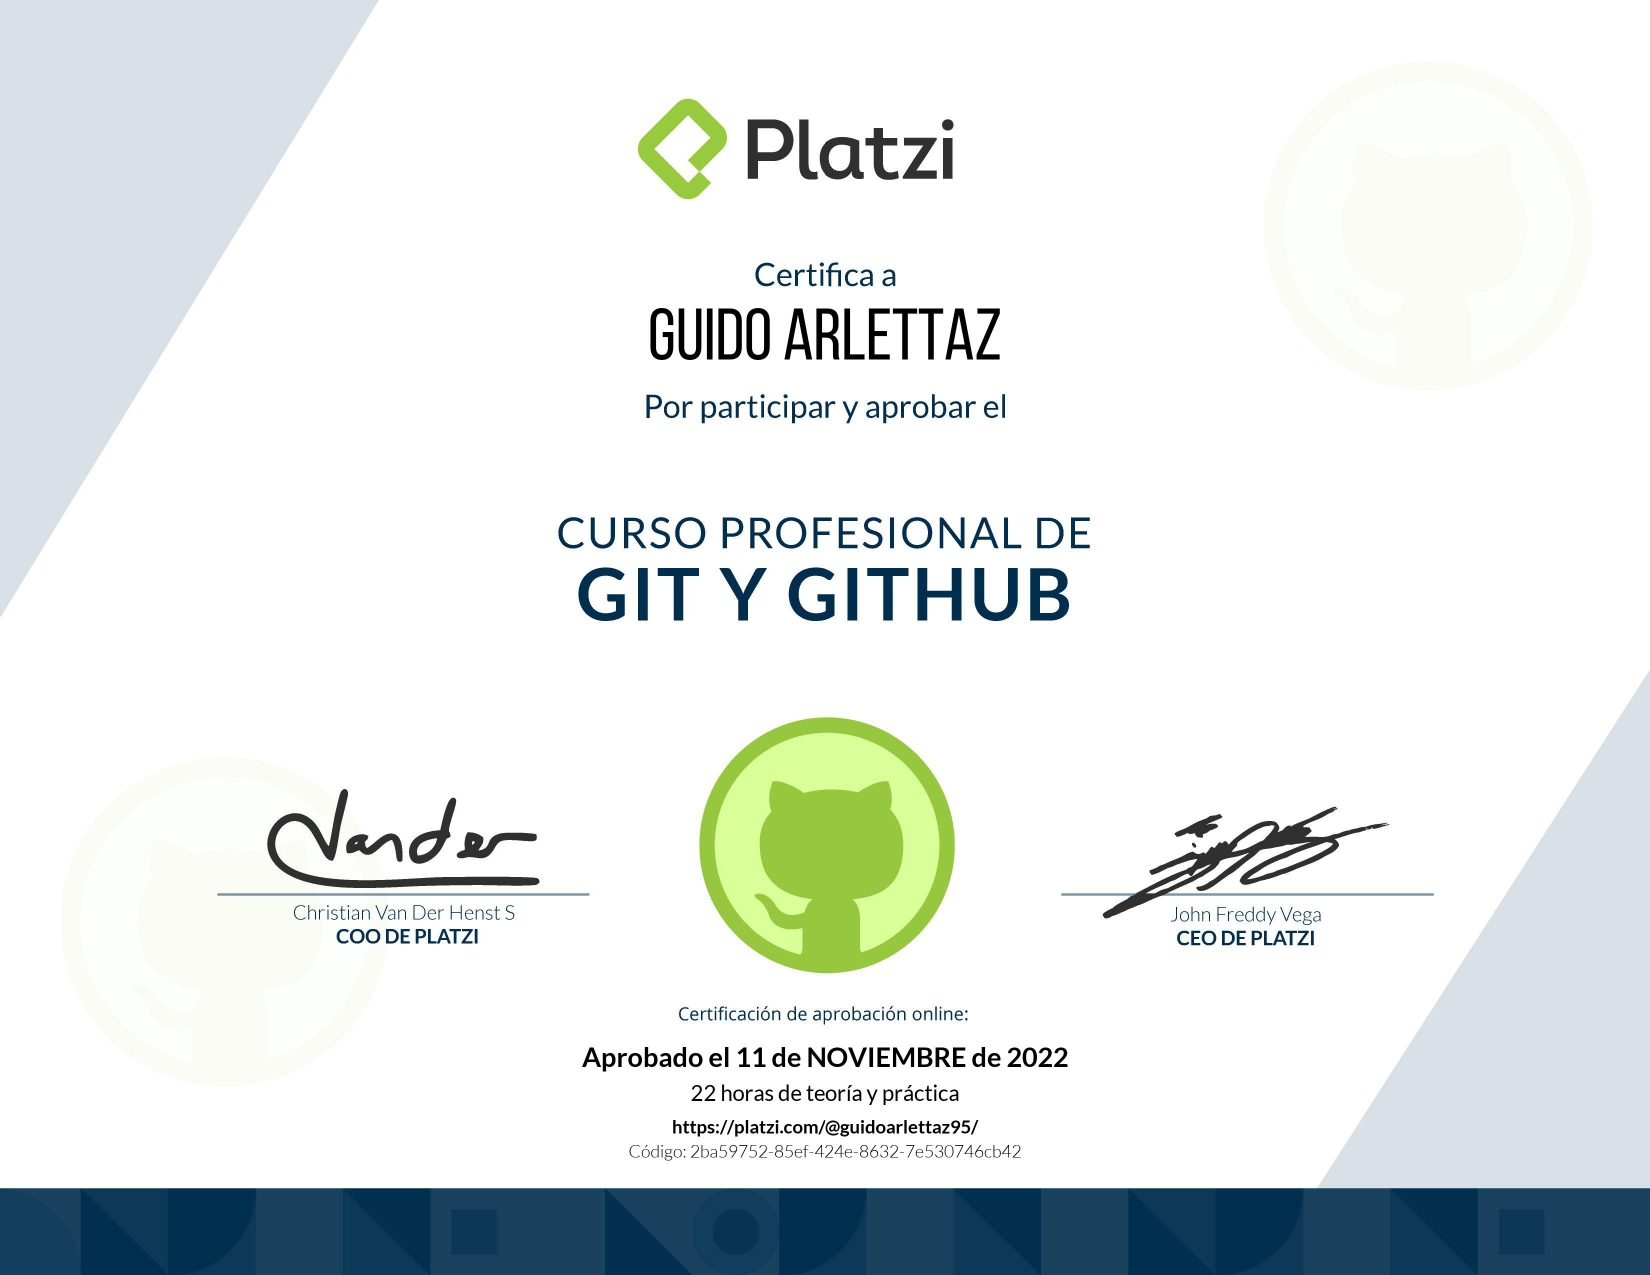 Platzi
Certifica a
GUIDO ARLETTAZ
Por participar y aprobar el
CURSO PROFESIONAL DE
GIT Y GITHUB
Vander
Christian Van Der Henst S
COO DE PLATZI
John Freddy Vega
CEO DE PLATZI
Certificación de aprobación online:
Aprobado el 11 de NOVIEMBRE de 2022
22 horas de teoría y práctica
https://platzi.com/@guidoarlettaz95/
Código: 2ba59752-85ef-424e-8632-7e530746cb42